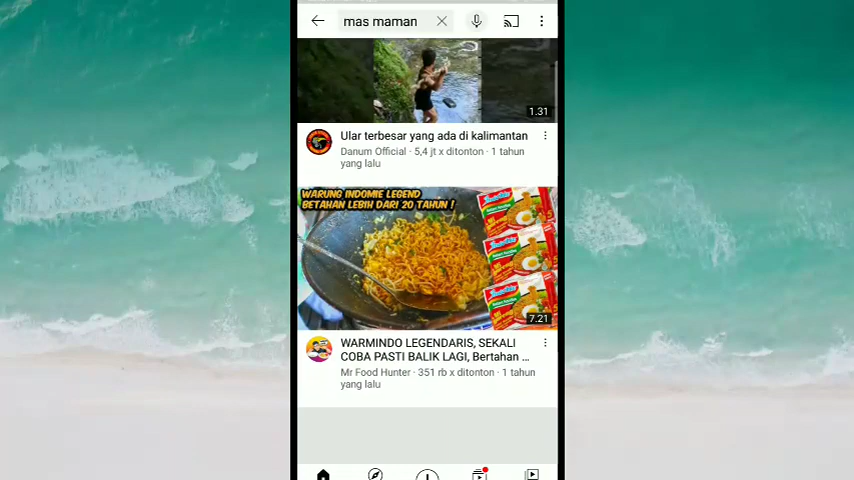 mas maman
1.31
Ular terbesar yang ada di kalimantan
Danum Official · 5,4 jt x ditonton · 1 tahun
yang lalu
WARUNG INDOMIE LEGEND
BETAHAN LEBIH DARI 20 TAHUN !
7.21
WARMINDO LEGENDARIS, SEKALI
COBA PASTI BALIK LAGI, Bertahan ...
Mr Food Hunter · 351 rb x ditonton · 1 tahun
yang lalu